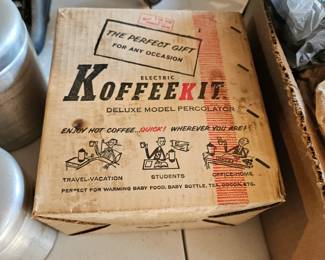 THE PERFECT GIFT
FOR ANY OCCASION
ELECTRIC
KOFFEEKIT
DELUXE MODEL PERCOLATOR
ENJOY HOT COFFEE..QUICK! WHEREVER YOU ARE!
TRAVEL-VACATION STUDENTS OFFICE-HOME
PERFECT FOR WARMING BABY FOOD, BABY BOTTLE, TEA, COCOA, ETC.